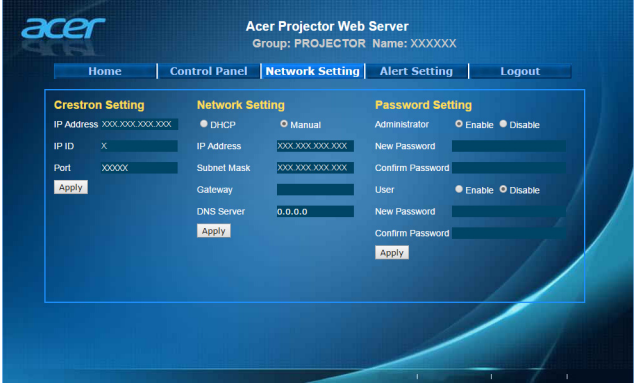 acer
Acer Projector Web Server
Group: PROJECTOR Name: XXXXXX
Home Control Panel Network Setting Alert Setting Logout
Crestron Setting
IP Address XXX.XXX.XXX.XXX
IP ID X
Port XXXXX
Apply
Network Setting
DHCP Manual
IP Address XXX.XXX.XXX.XXX
Subnet Mask XXX.XXX.XXX.XXX
Gateway
DNS Server 0.0.0.0
Apply
Password Setting
Administrator Enable Disable
New Password
Confirm Password
User Enable Disable
New Password
Confirm Password
Apply